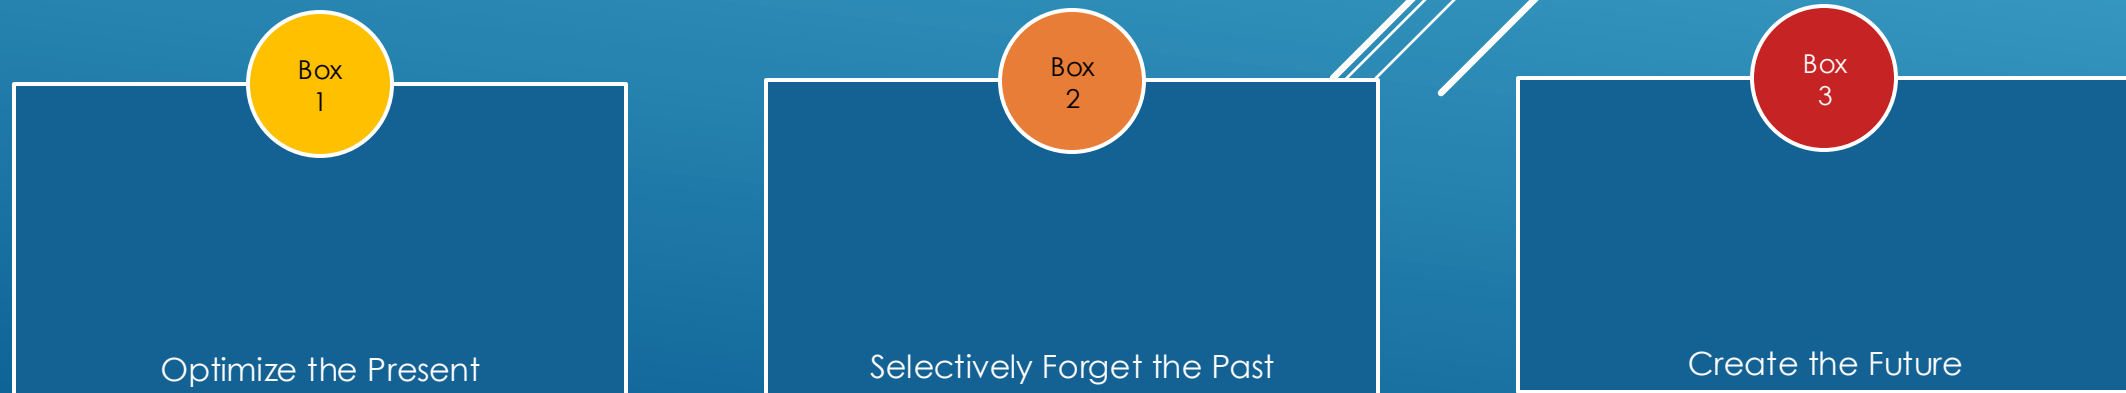 Box
1
Optimize the Present
Box
2
Selectively Forget the Past
Box
3
Create the Future